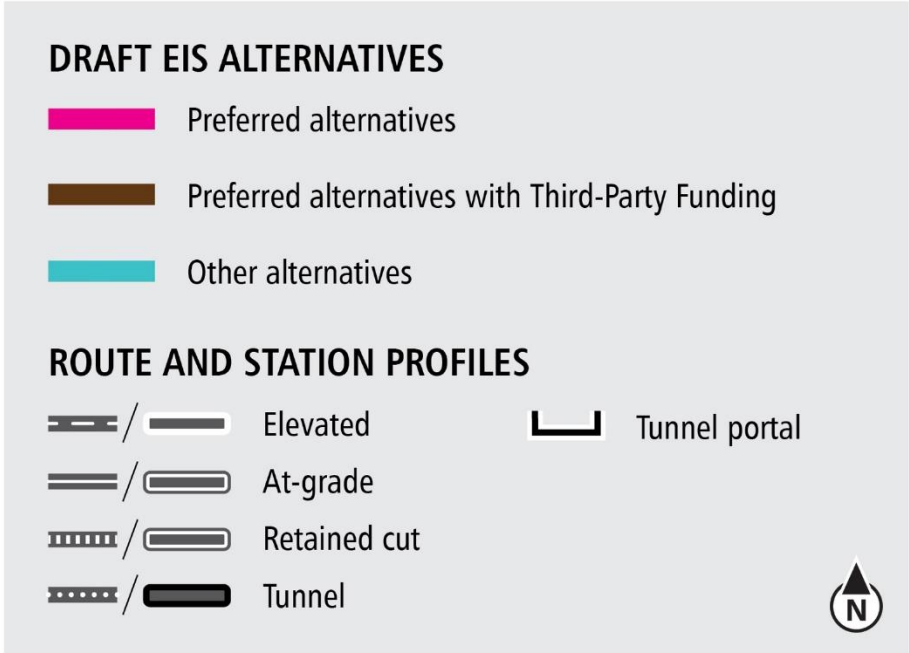 DRAFT EIS ALTERNATIVES
Preferred alternatives
Preferred alternatives with Third-Party Funding
Other alternatives
ROUTE AND STATION PROFILES
Elevated
Tunnel portal
At-grade
Retained cut
Tunnel
N